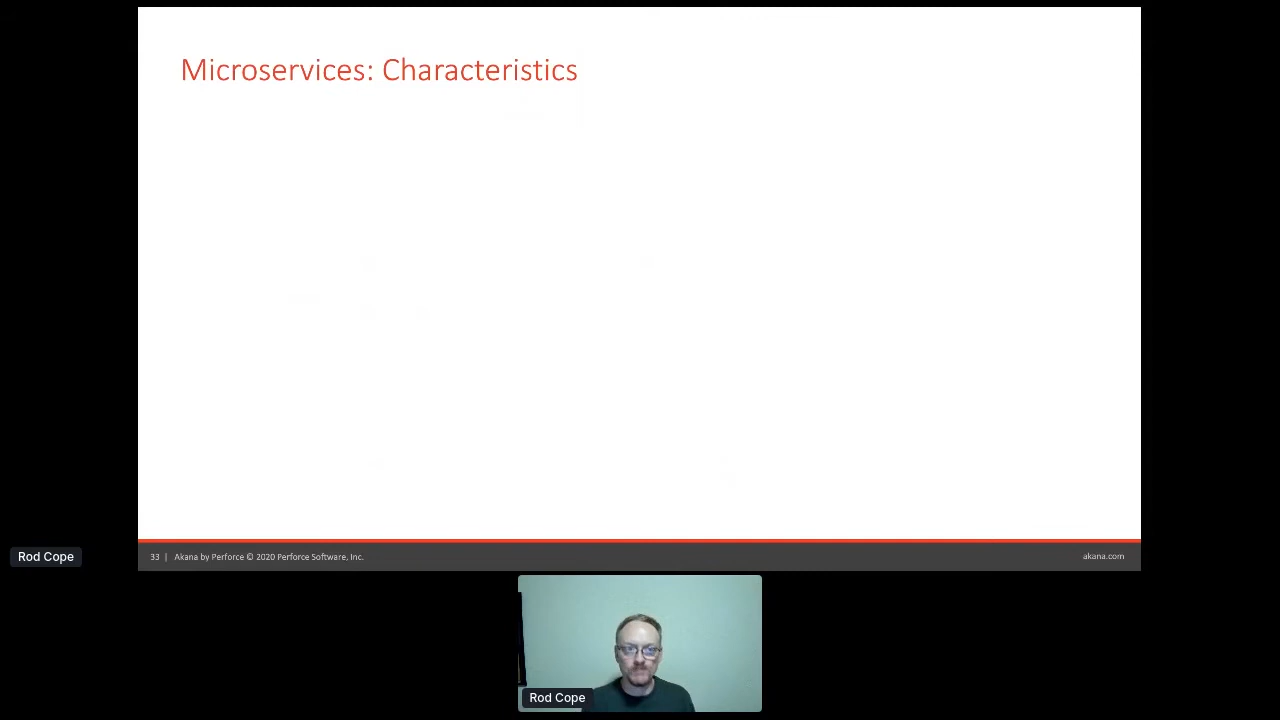 Microservices: Characteristics
Rod Cope
33 | Akana by Perforce © 2020 Perforce Software, Inc.
akana.com
Rod Cope